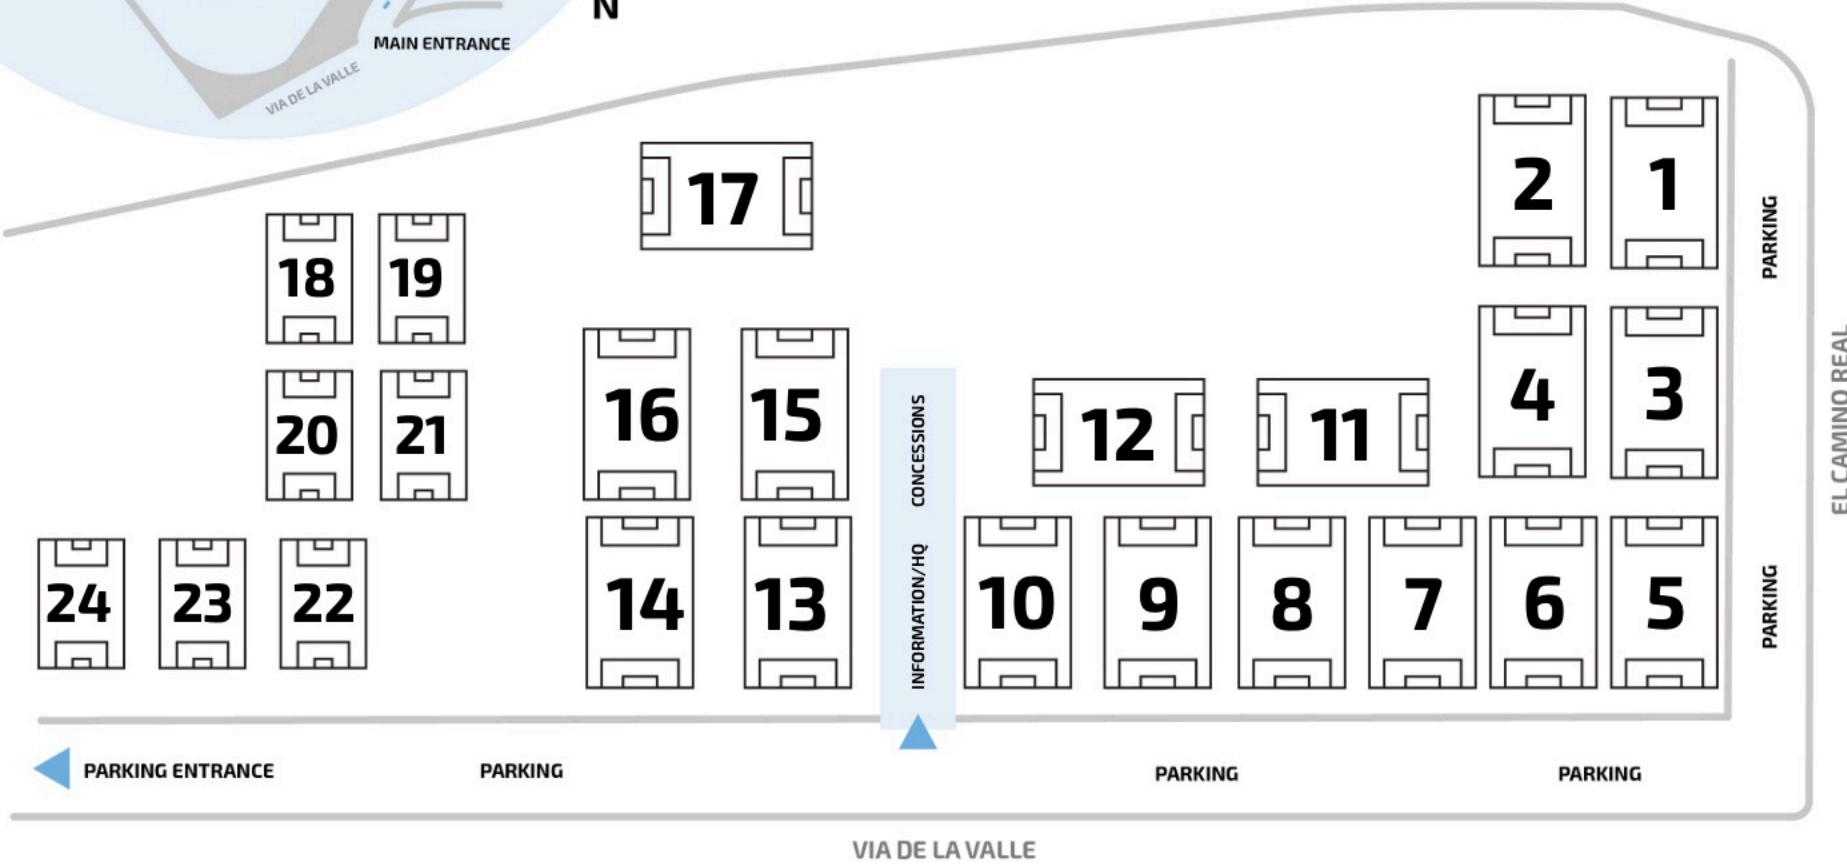 N
MAIN ENTRANCE
VIA DE LA VALLE
2
1
17
PARKING
18
19
4
3
EL CAMINO REAL
16
15
CONCESSIONS
12
11
20
21
24
23
22
14
13
INFORMATION/HQ
10
9
8
7
6
5
PARKING
PARKING ENTRANCE
PARKING
PARKING
PARKING
VIA DE LA VALLE